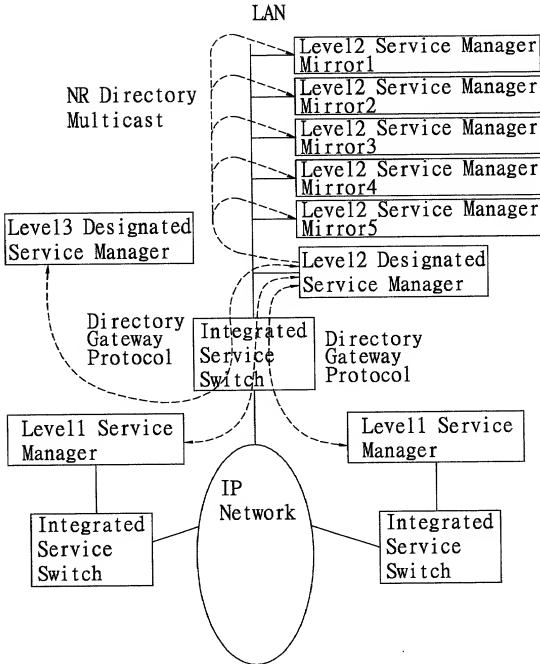 LAN
Level2 Service Manager
Mirror1
NR Directory
Multicast
Level2 Service Manager
Mirror2
Level2 Service Manager
Mirror3
Level2 Service Manager
Mirror4
Level2 Service Manager
Mirror5
Level3 Designated
Service Manager
Level2 Designated
Service Manager
Directory
Gateway
Protocol
Integrated
Service
Switch
Directory
Gateway
Protocol
Level1 Service
Manager
Level1 Service
Manager
IP
Network
Integrated
Service
Switch
Integrated
Service
Switch